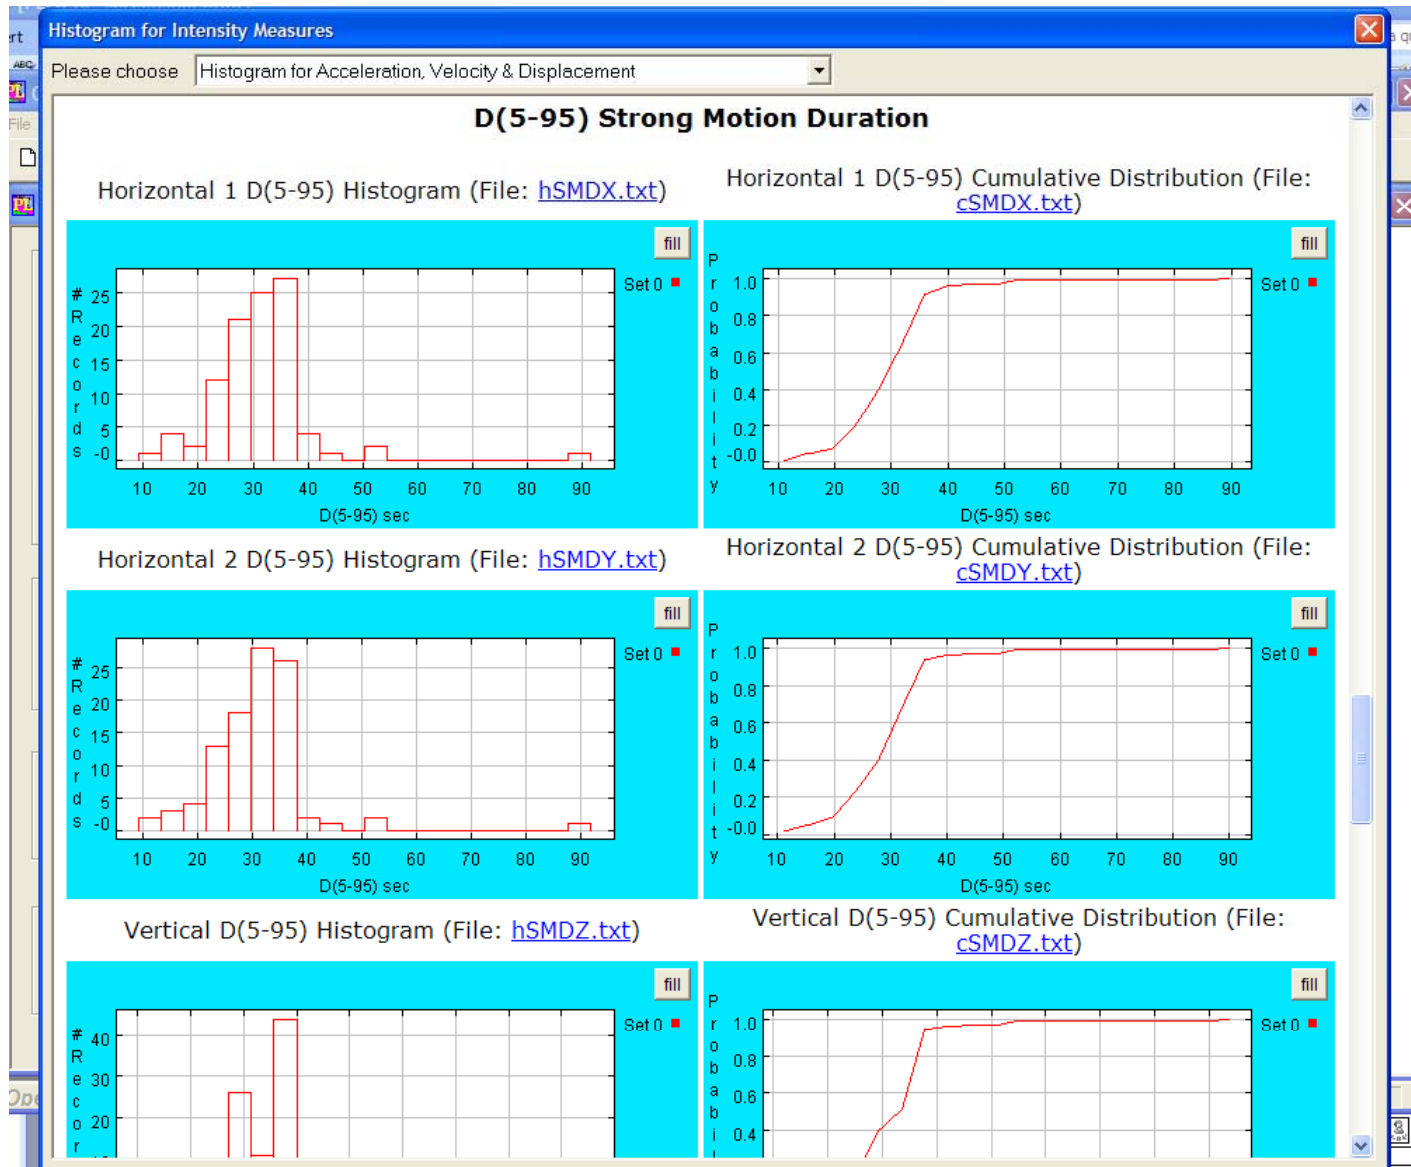 Histogram for Intensity Measures
ert
ABC
Please choose Histogram for Acceleration, Velocity & Displacement
File
D(5-95) Strong Motion Duration
Horizontal 1 D(5-95) Histogram (File: hSMDX.txt)
Horizontal 1 D(5-95) Cumulative Distribution (File:
cSMDX.txt)
fill
Set 0
# Records
25
20
15
10
5
-0
10 20 30 40 50 60 70 80 90
D(5-95) sec
fill
Set 0
Probability
1.0
0.8
0.6
0.4
0.2
-0.0
10 20 30 40 50 60 70 80 90
D(5-95) sec
Horizontal 2 D(5-95) Histogram (File: hSMDY.txt)
Horizontal 2 D(5-95) Cumulative Distribution (File:
cSMDY.txt)
fill
Set 0
# Records
25
20
15
10
5
-0
10 20 30 40 50 60 70 80 90
D(5-95) sec
fill
Set 0
Probability
1.0
0.8
0.6
0.4
0.2
-0.0
10 20 30 40 50 60 70 80 90
D(5-95) sec
Vertical D(5-95) Histogram (File: hSMDZ.txt)
Vertical D(5-95) Cumulative Distribution (File:
cSMDZ.txt)
fill
Set 0
# Recor
40
30
20
fill
Set 0
Probabi
1.0
0.8
0.6
0.4